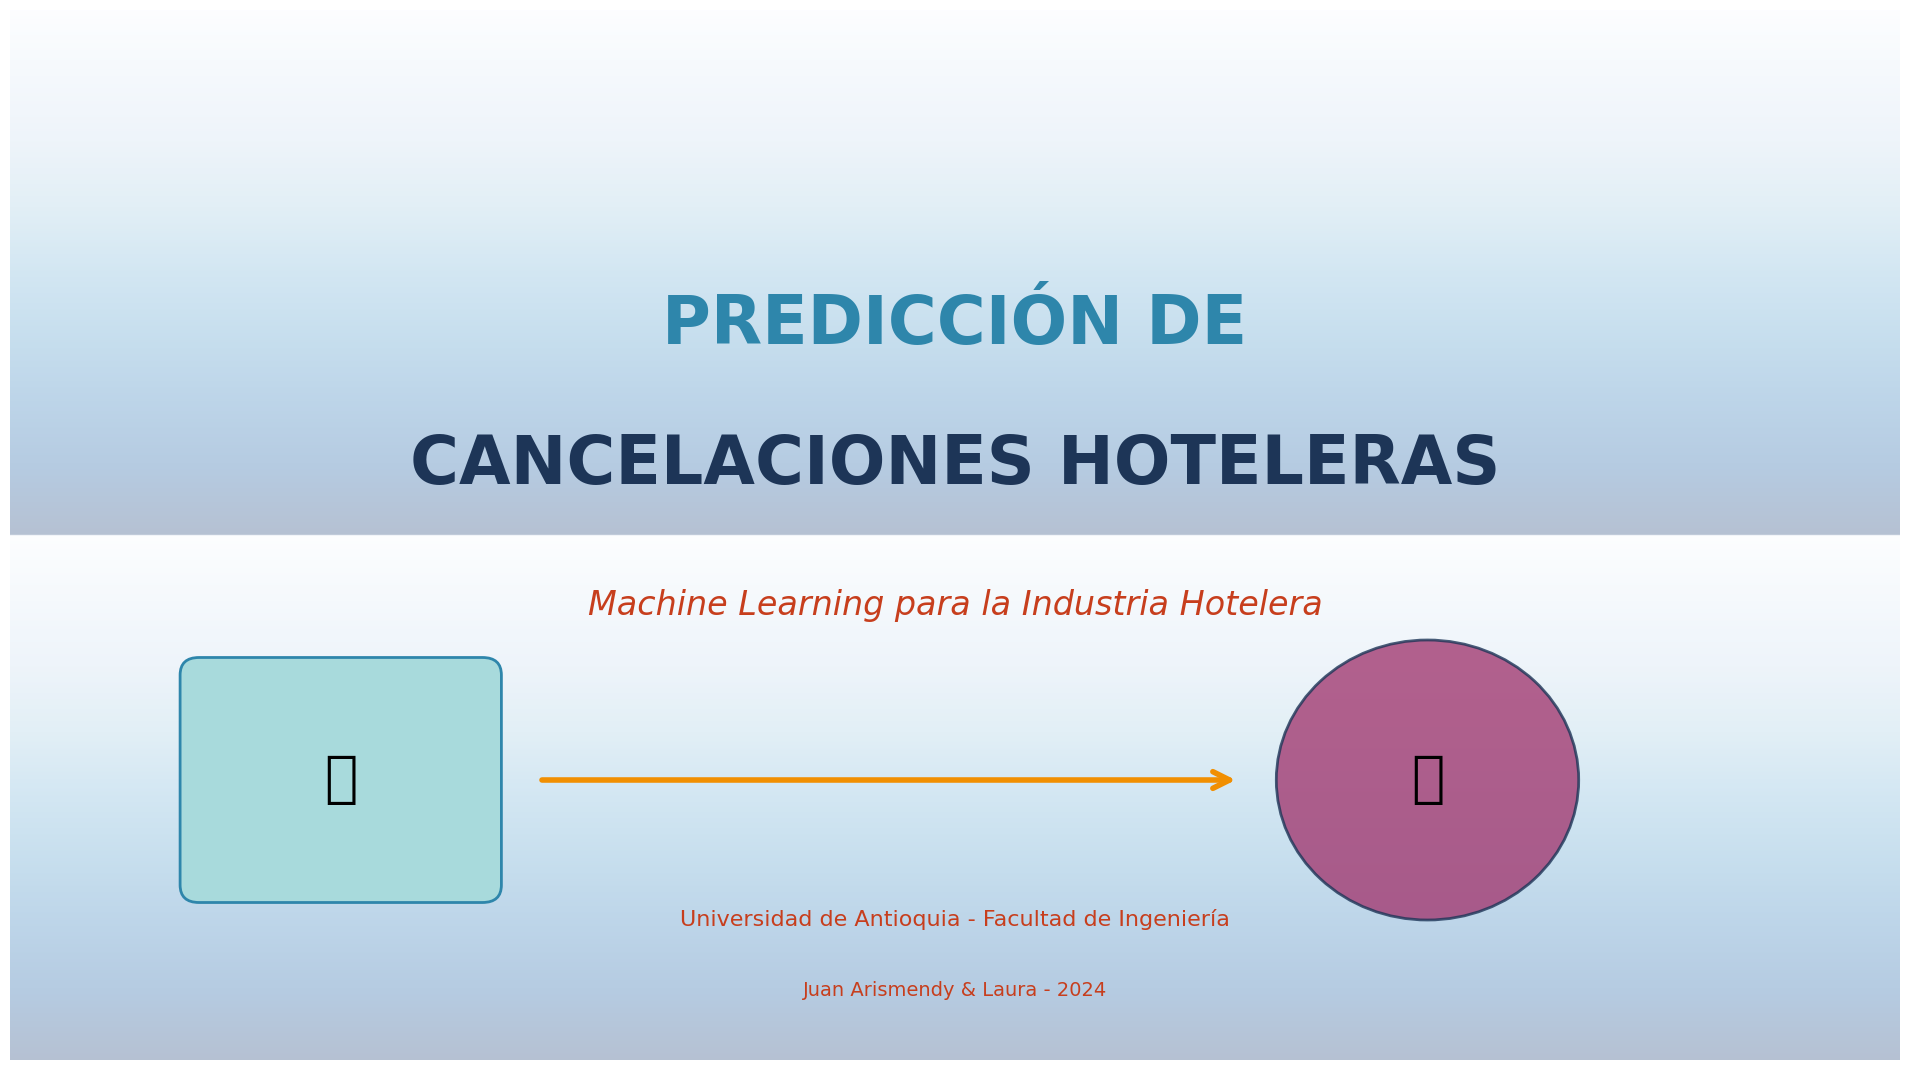 PREDICCIÓN DE
CANCELACIONES HOTELERAS
Machine Learning para la Industria Hotelera
Universidad de Antioquia - Facultad de Ingeniería
Juan Arismendy & Laura - 2024